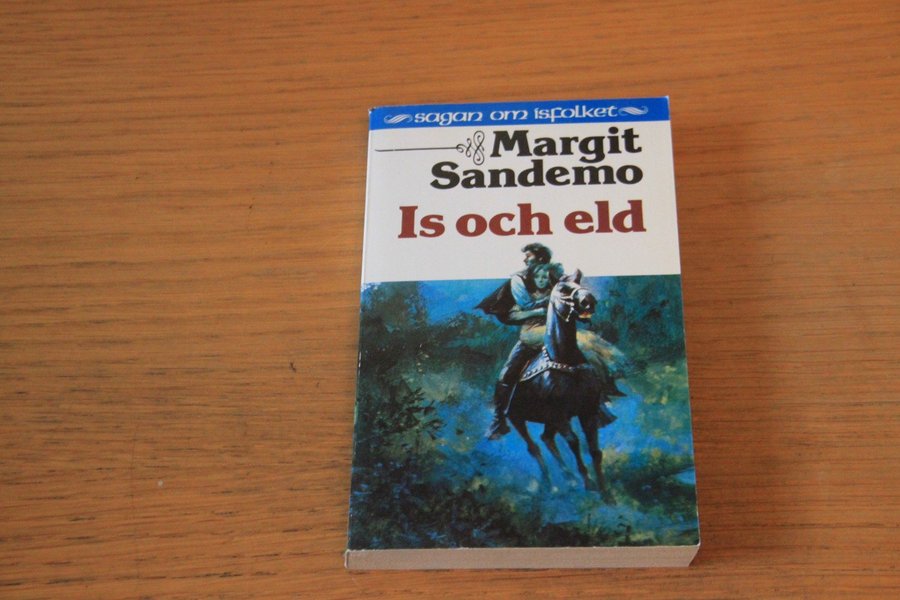 sagan om isfolket
Margit
Sandemo
Is och eld